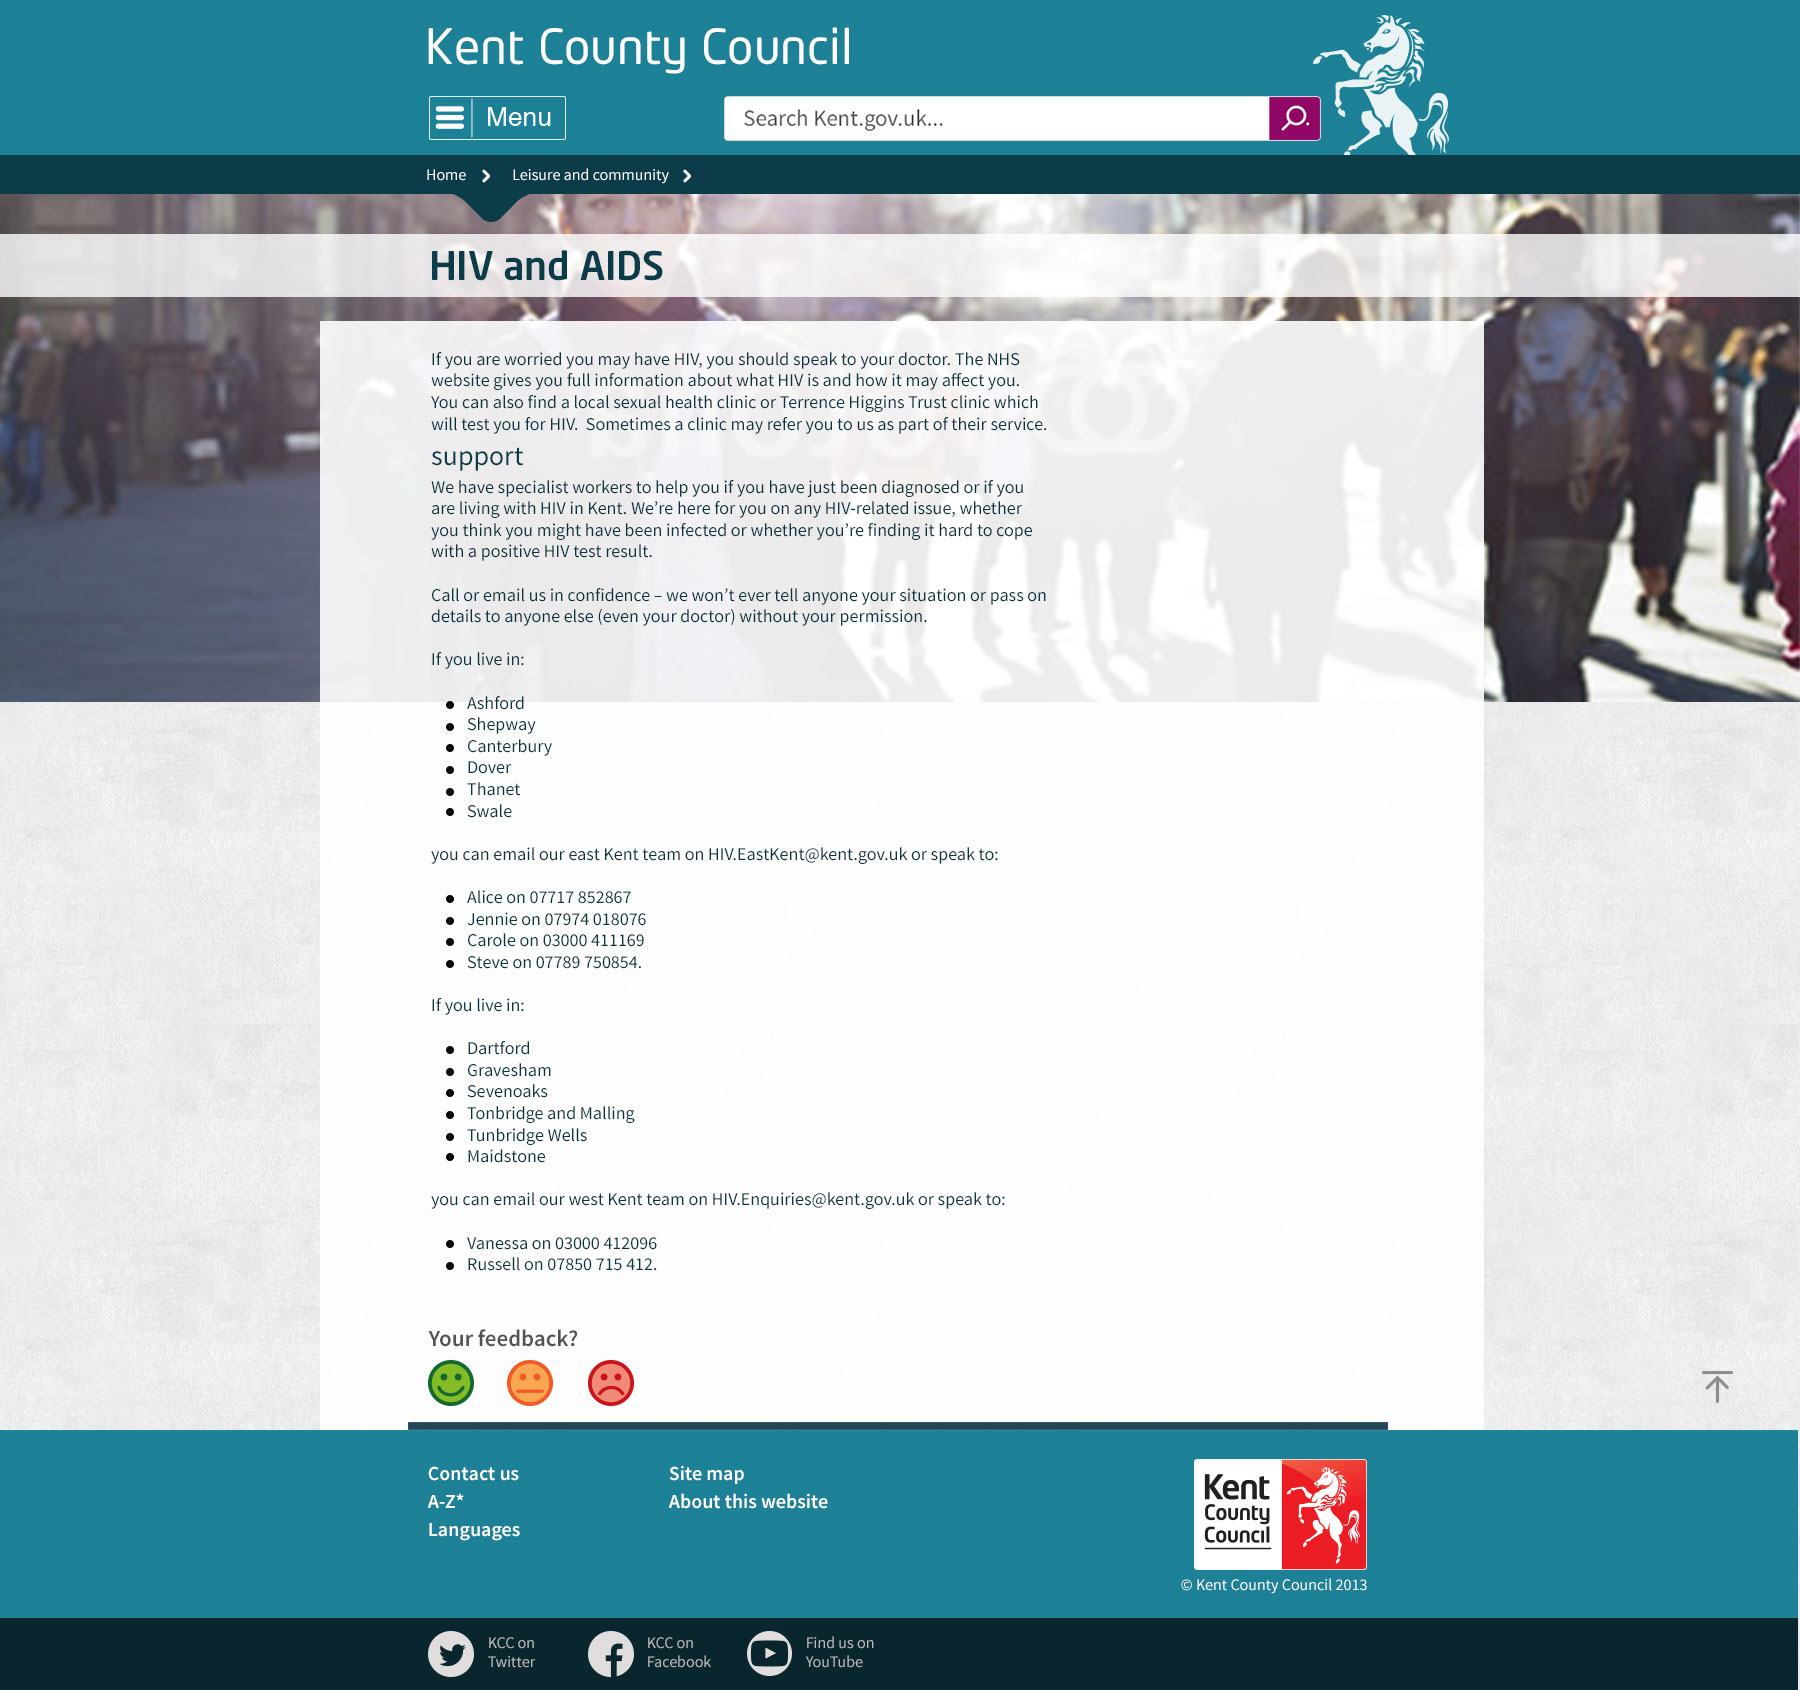 Kent County Council
Menu
Search Kent.gov.uk...
Home
Leisure and community
HIV and AIDS
If you are worried you may have HIV, you should speak to your doctor. The NHS
website gives you full information about what HIV is and how it may affect you.
You can also find a local sexual health clinic or Terrence Higgins Trust clinic which
will test you for HIV.  Sometimes a clinic may refer you to us as part of their service.
support
We have specialist workers to help you if you have just been diagnosed or if you
are living with HIV in Kent. We’re here for you on any HIV-related issue, whether
you think you might have been infected or whether you’re finding it hard to cope
with a positive HIV test result.
Call or email us in confidence – we won’t ever tell anyone your situation or pass on
details to anyone else (even your doctor) without your permission.
If you live in:
Ashford
Shepway
Canterbury
Dover
Thanet
Swale
you can email our east Kent team on HIV.EastKent@kent.gov.uk or speak to:
Alice on 07717 852867
Jennie on 07974 018076
Carole on 03000 411169
Steve on 07789 750854.
If you live in:
Dartford
Gravesham
Sevenoaks
Tonbridge and Malling
Tunbridge Wells
Maidstone
you can email our west Kent team on HIV.Enquiries@kent.gov.uk or speak to:
Vanessa on 03000 412096
Russell on 07850 715 412.
Your feedback?
Contact us
A-Z*
Languages
Site map
About this website
Kent
County
Council
© Kent County Council 2013
KCC on
Twitter
KCC on
Facebook
Find us on
YouTube